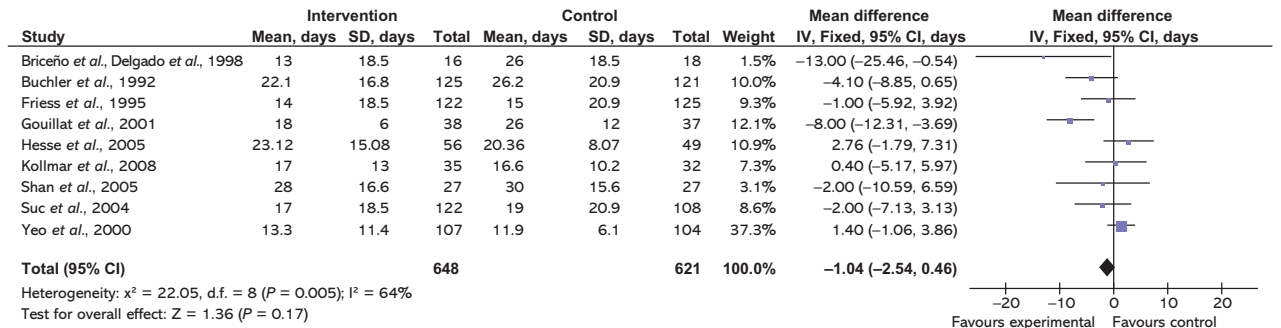 Intervention Control Mean difference Mean difference
Study Mean, days SD, days Total Mean, days SD, days Total Weight IV, Fixed, 95% CI, days IV, Fixed, 95% CI, days
Briceño et al., Delgado et al., 1998 13 18.5 16 26 18.5 18 1.5% −13.00 (−25.46, −0.54)
Buchler et al., 1992 22.1 16.8 125 26.2 20.9 121 10.0% −4.10 (−8.85, 0.65)
Friess et al., 1995 14 18.5 122 15 20.9 125 9.3% −1.00 (−5.92, 3.92)
Gouillat et al., 2001 18 6 38 26 12 37 12.1% −8.00 (−12.31, −3.69)
Hesse et al., 2005 23.12 15.08 56 20.36 8.07 49 10.9% 2.76 (−1.79, 7.31)
Kollmar et al., 2008 17 13 35 16.6 10.2 32 7.3% 0.40 (−5.17, 5.97)
Shan et al., 2005 28 16.6 27 30 15.6 27 3.1% −2.00 (−10.59, 6.59)
Suc et al., 2004 17 18.5 122 19 20.9 108 8.6% −2.00 (−7.13, 3.13)
Yeo et al., 2000 13.3 11.4 107 11.9 6.1 104 37.3% 1.40 (−1.06, 3.86)
Total (95% CI) 648 621 100.0% −1.04 (−2.54, 0.46)
Heterogeneity: x² = 22.05, d.f. = 8 (P = 0.005); I² = 64%
Test for overall effect: Z = 1.36 (P = 0.17)
−20 −10 0 10 20
Favours experimental Favours control